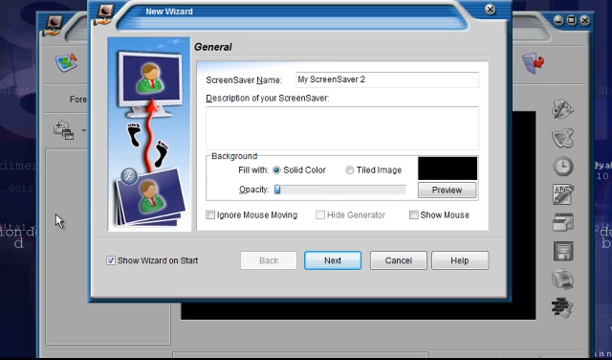 New Wizard
General
ScreenSaver Name: My ScreenSaver 2
Description of your ScreenSaver:
Background
Fill with: Solid Color Tiled Image
Opacity: Preview
Ignore Mouse Moving Hide Generator Show Mouse
Show Wizard on Start Back Next Cancel Help
Fore